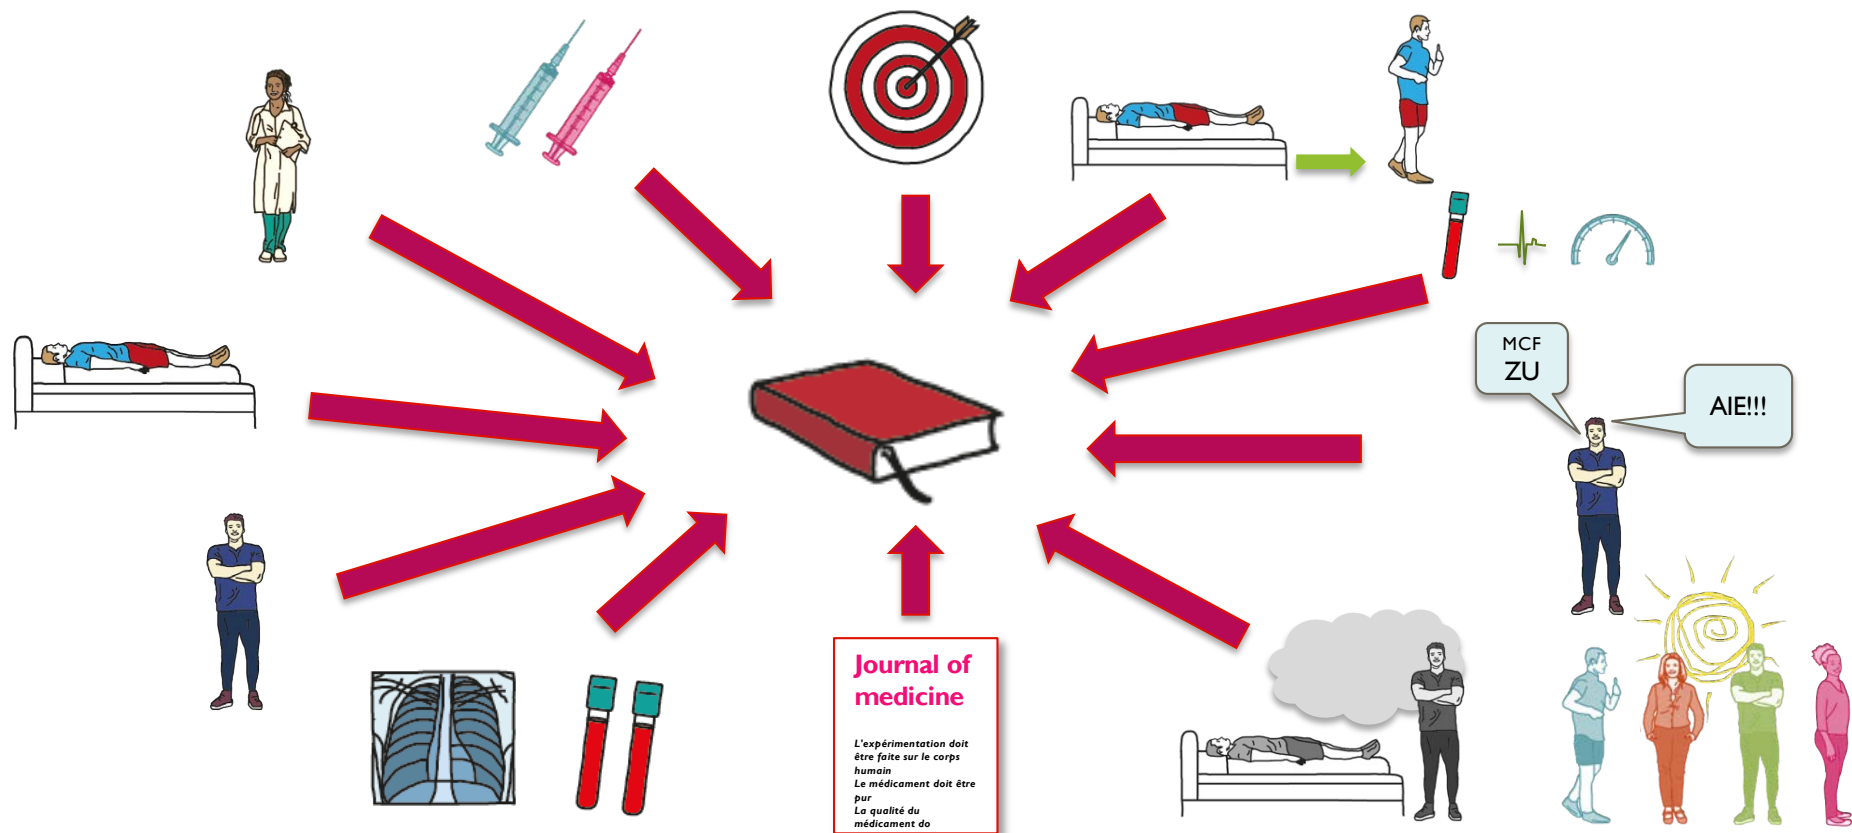 MCF
ZU
AIE!!!
Journal of
medicine
L'expérimentation doit
être faite sur le corps
humain
Le médicament doit être
pur
La qualité du
médicament do